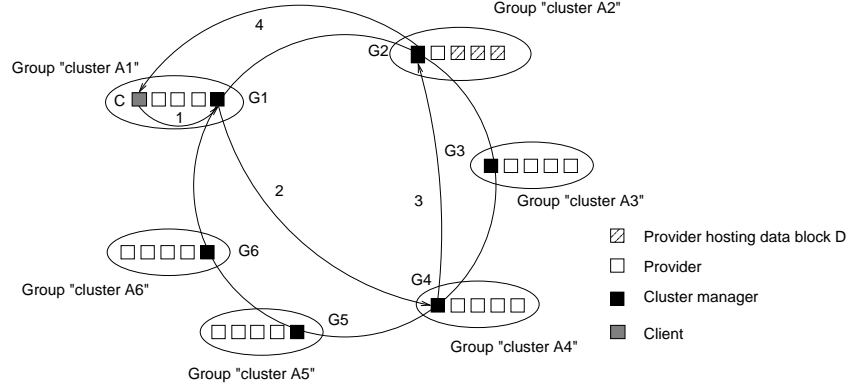 Group "cluster A2"
4
G2
Group "cluster A1"
C
G1
1
G3
2
3
Group "cluster A3"
Provider hosting data block D
G6
Provider
G4
Group "cluster A6"
Cluster manager
G5
Client
Group "cluster A4"
Group "cluster A5"